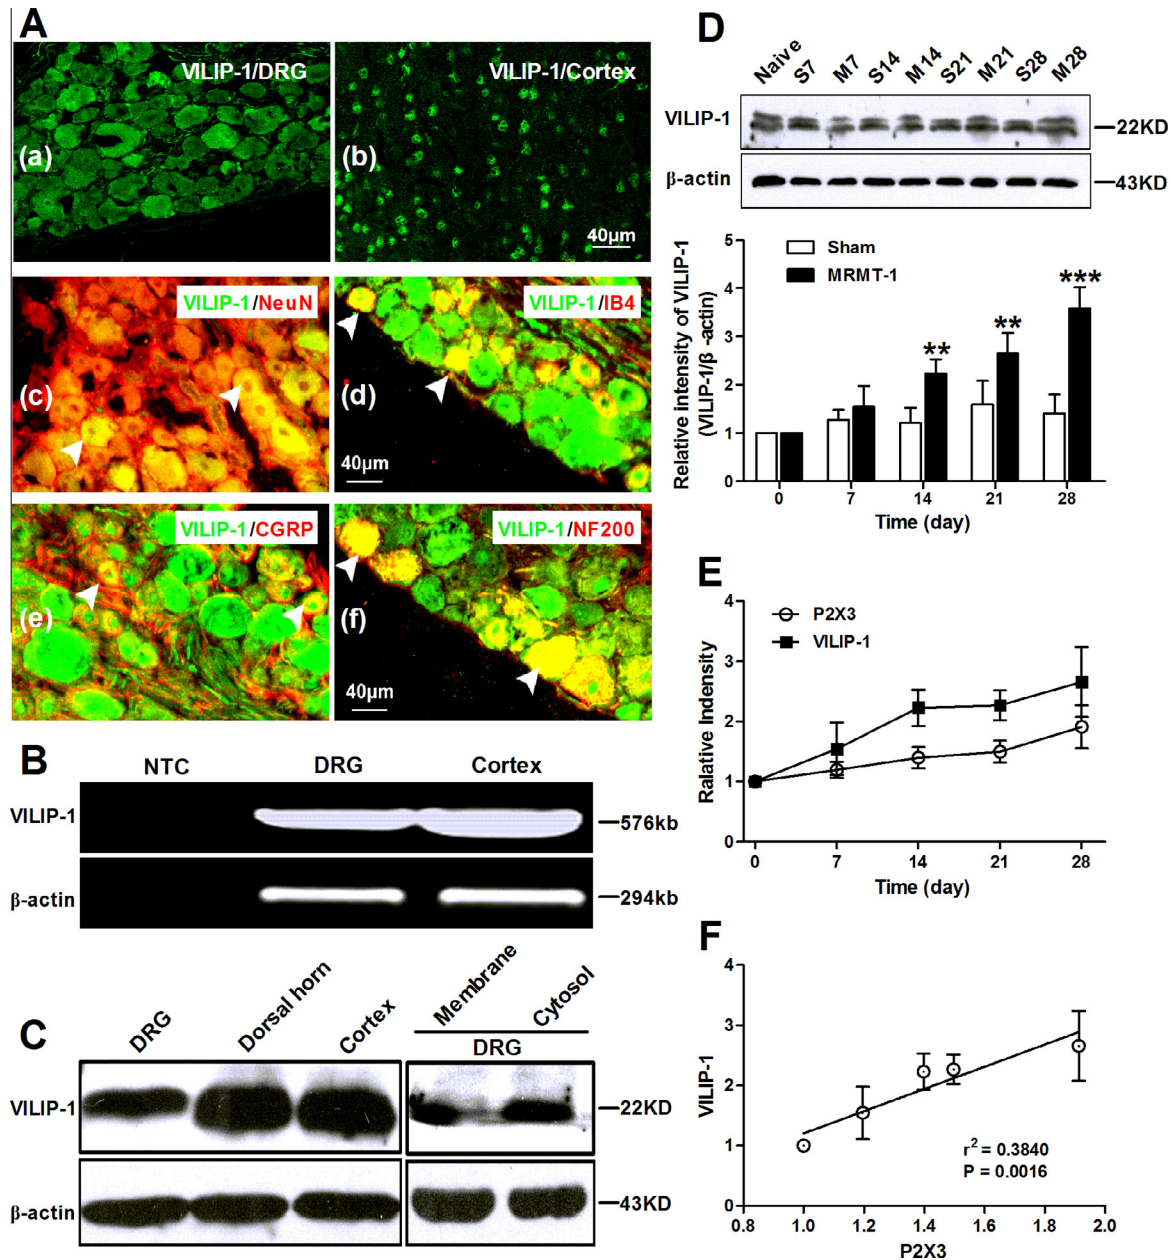 A
VILIP-1/DRG
(a)
VILIP-1/Cortex
(b)
40µm
VILIP-1/NeuN
(c)
VILIP-1/IB4
(d)
40µm
VILIP-1/CGRP
(e)
VILIP-1/NF200
(f)
40µm
B
NTC DRG Cortex
VILIP-1
576kb
β-actin
294kb
C
DRG Dorsal horn Cortex Membrane Cytosol
DRG
VILIP-1
22KD
β-actin
43KD
D
Naive S7 M7 S14 M14 S21 M21 S28 M28
VILIP-1
22KD
β-actin
43KD
Relative intensity of VILIP-1
(VILIP-1/β -actin)
Sham
MRMT-1
5
4
3
2
1
0
** ** ***
0 7 14 21 28
Time (day)
E
P2X3
VILIP-1
Ralative Indensity
4
3
2
1
0
0 7 14 21 28
Time (day)
F
VILIP-1
4
3
2
1
0
r² = 0.3840
P = 0.0016
0.8 1.0 1.2 1.4 1.6 1.8 2.0
P2X3